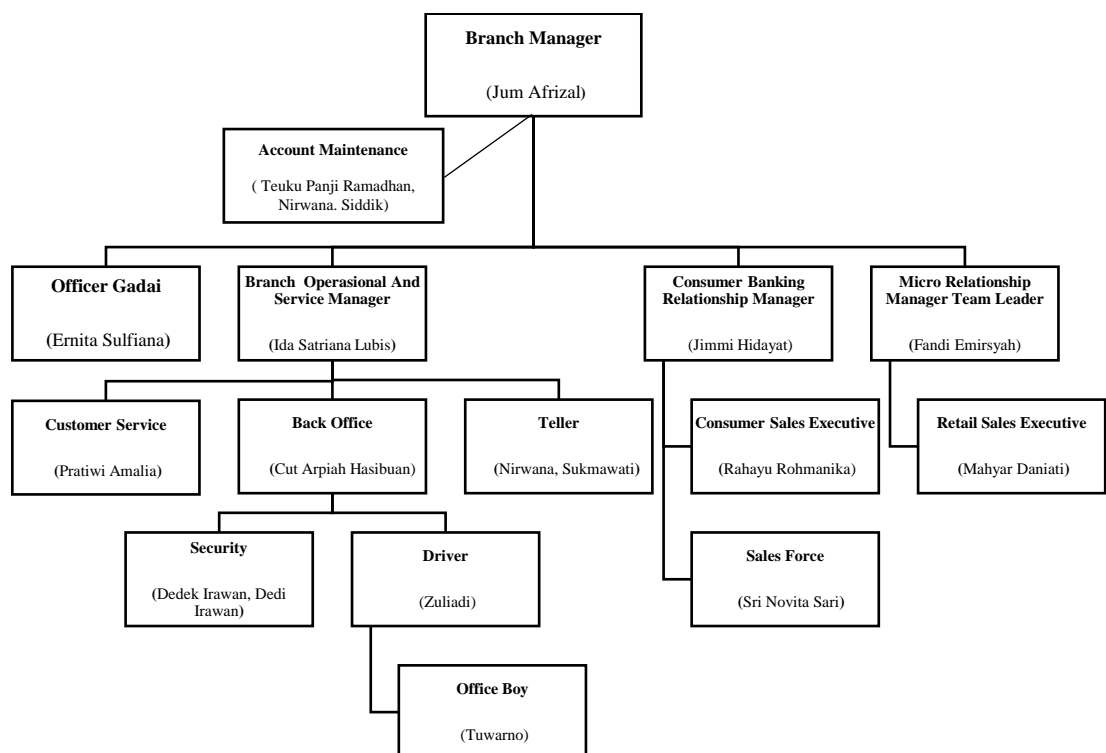 Branch Manager
(Jum Afrizal)
Account Maintenance
( Teuku Panji Ramadhan,
Nirwana. Siddik)
Officer Gadai
(Ernita Sulfiana)
Branch Operasional And
Service Manager
(Ida Satriana Lubis)
Consumer Banking
Relationship Manager
(Jimmi Hidayat)
Micro Relationship
Manager Team Leader
(Fandi Emirsyah)
Customer Service
(Pratiwi Amalia)
Back Office
(Cut Arpiah Hasibuan)
Teller
(Nirwana, Sukmawati)
Consumer Sales Executive
(Rahayu Rohmanika)
Retail Sales Executive
(Mahyar Daniati)
Security
(Dedek Irawan, Dedi
Irawan)
Driver
(Zuliadi)
Sales Force
(Sri Novita Sari)
Office Boy
(Tuwarno)